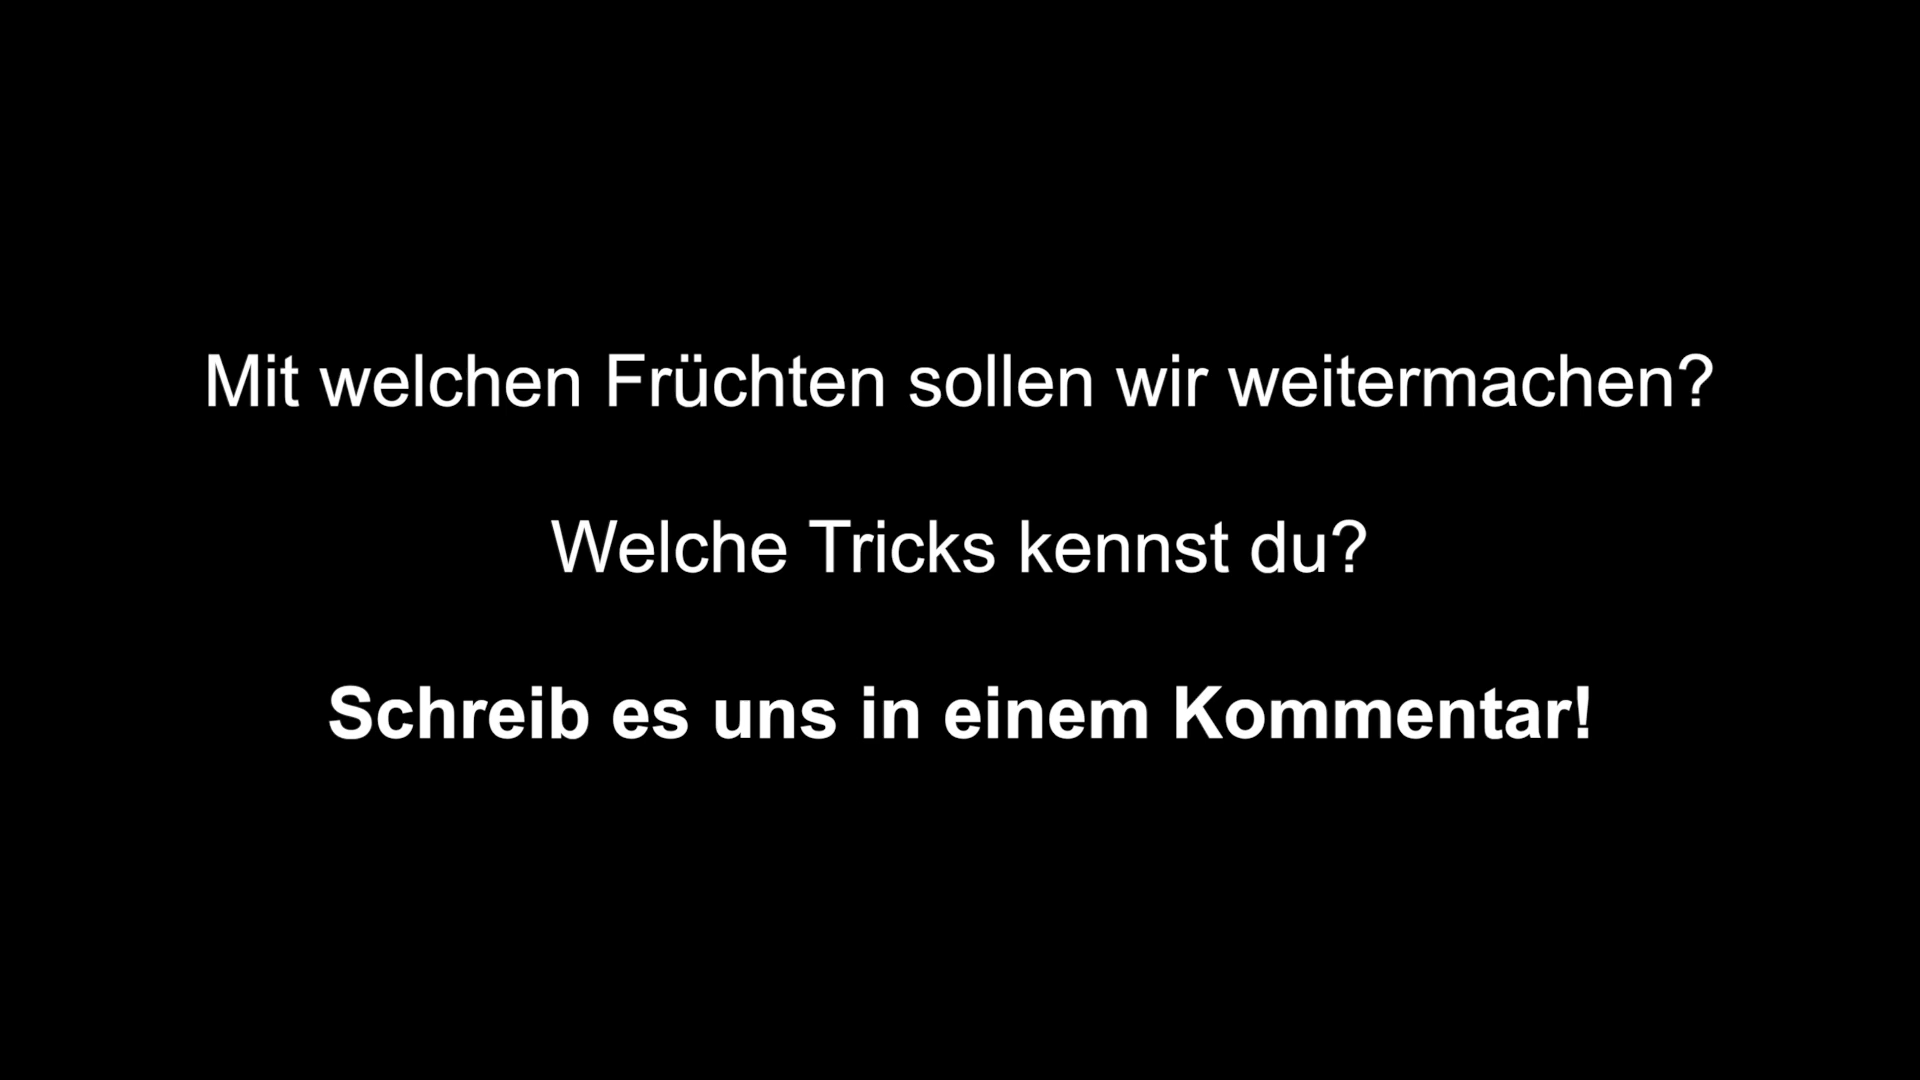 Mit welchen Früchten sollen wir weitermachen?
Welche Tricks kennst du?
Schreib es uns in einem Kommentar!